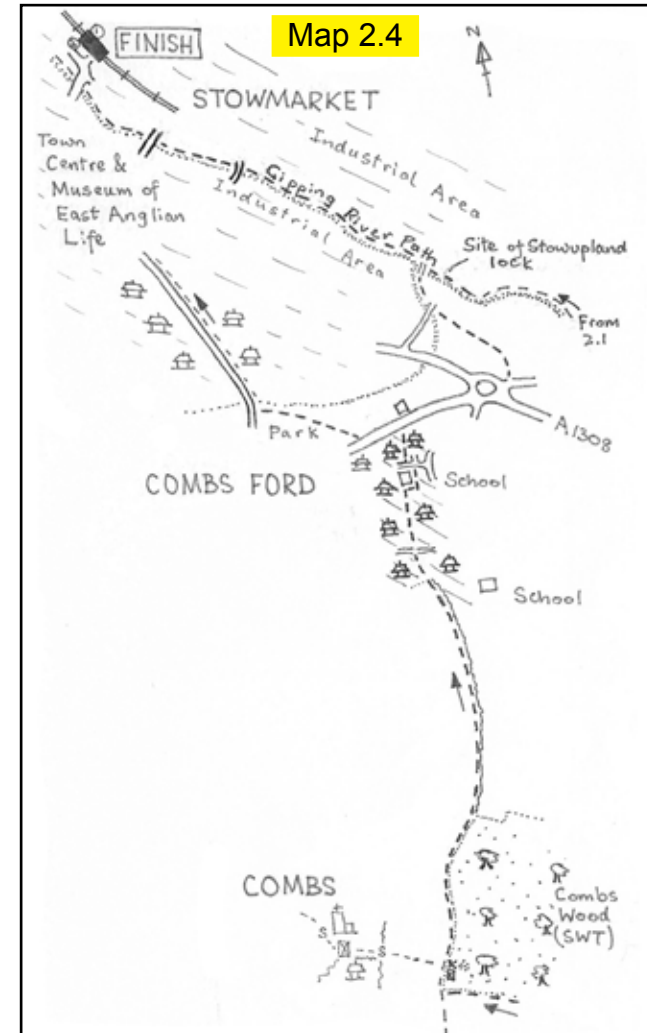 Map 2.4
FINISH
N
STOWMARKET
Industrial Area
Town
Centre &
Museum of
East Anglian
Life
Gipping River Path
Industrial Area
Site of Stowupland
lock
From
2.1
A1308
Park
COMBS FORD
School
School
COMBS
S
S
Combs
Wood
(SWT)